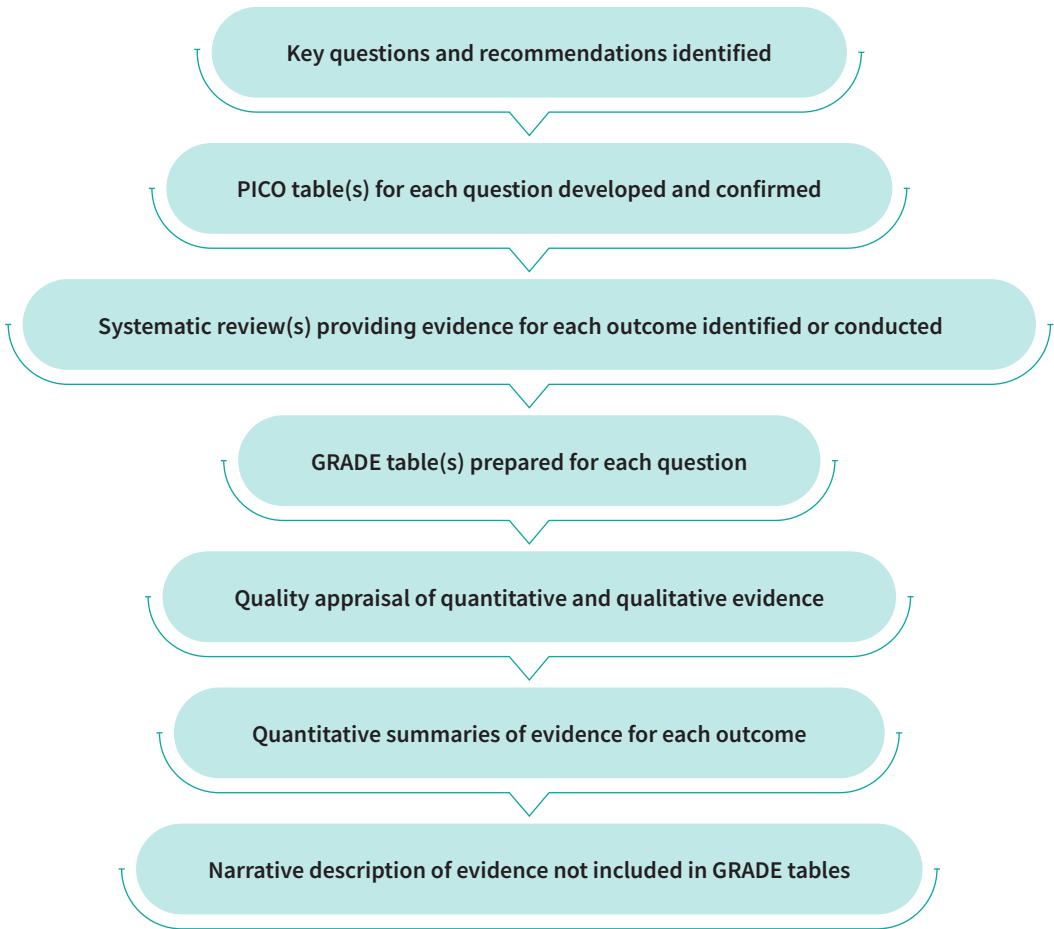 Key questions and recommendations identified
PICO table(s) for each question developed and confirmed
Systematic review(s) providing evidence for each outcome identified or conducted
GRADE table(s) prepared for each question
Quality appraisal of quantitative and qualitative evidence
Quantitative summaries of evidence for each outcome
Narrative description of evidence not included in GRADE tables